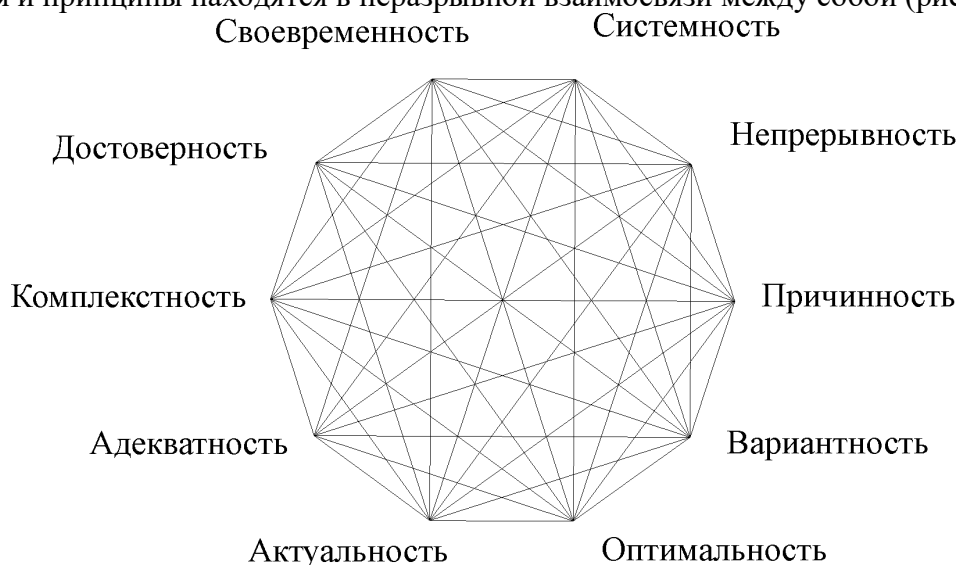 и принципы находятся в неразрывной взаимосвязи между собой (рис
Своевременность
Системность
Достоверность
Непрерывность
Комплекстность
Причинность
Адекватность
Вариантность
Актуальность
Оптимальность